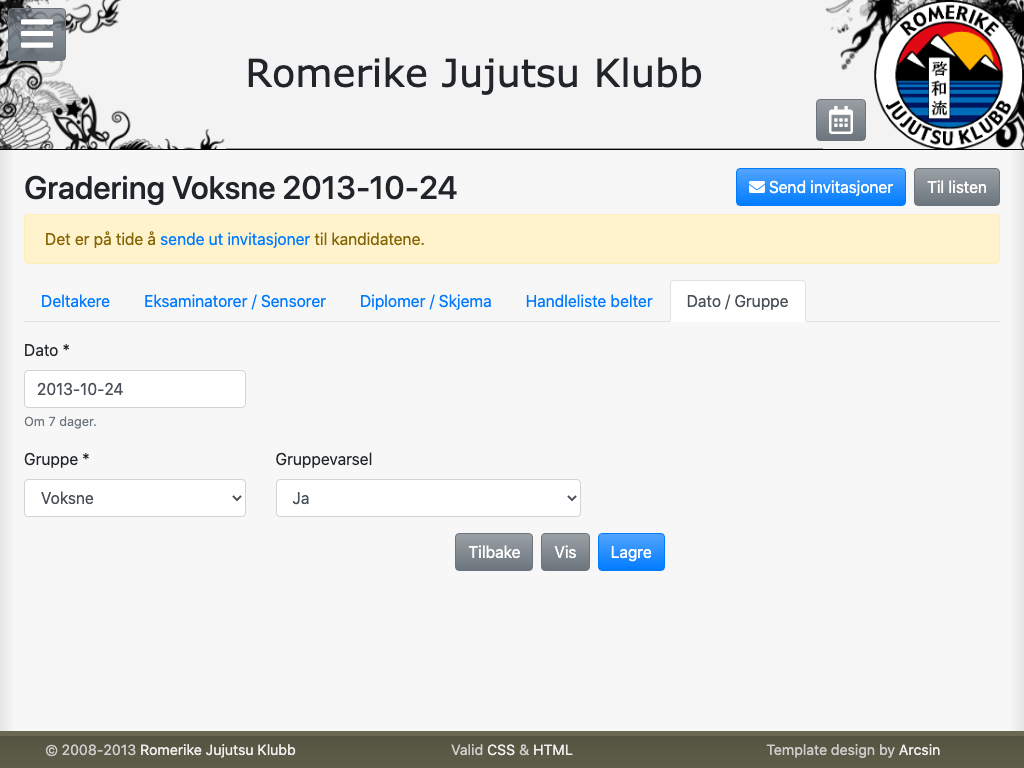 Romerike Jujutsu Klubb
ROMERIKE
啓和流
JUJUTSU KLUBB
Gradering Voksne 2013-10-24
Send invitasjoner
Til listen
Det er på tide å sende ut invitasjoner til kandidatene.
Deltakere Eksaminatorer / Sensorer Diplomer / Skjema Handleliste belter Dato / Gruppe
Dato *
2013-10-24
Om 7 dager.
Gruppe * Gruppevarsel
Voksne Ja
Tilbake Vis Lagre
© 2008-2013 Romerike Jujutsu Klubb Valid CSS & HTML Template design by Arcsin